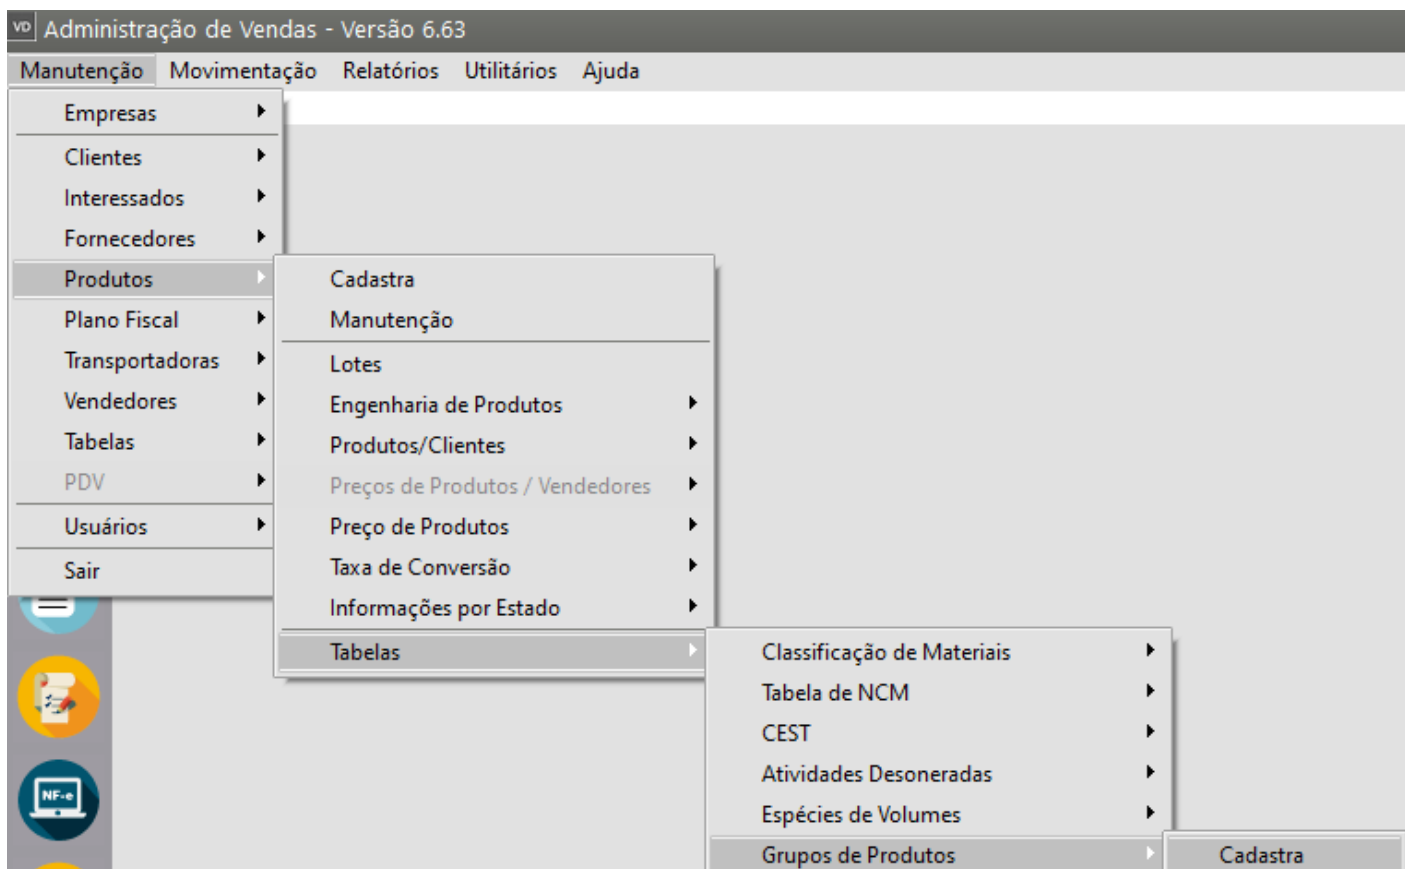 VD Administração de Vendas - Versão 6.63
Manutenção Movimentação Relatórios Utilitários Ajuda
Empresas
Clientes
Interessados
Fornecedores
Produtos
Plano Fiscal
Transportadoras
Vendedores
Tabelas
PDV
Usuários
Sair
Cadastra
Manutenção
Lotes
Engenharia de Produtos
Produtos/Clientes
Preços de Produtos / Vendedores
Preço de Produtos
Taxa de Conversão
Informações por Estado
Tabelas
Classificação de Materiais
Tabela de NCM
CEST
Atividades Desoneradas
Espécies de Volumes
Grupos de Produtos
Cadastra
NF-e